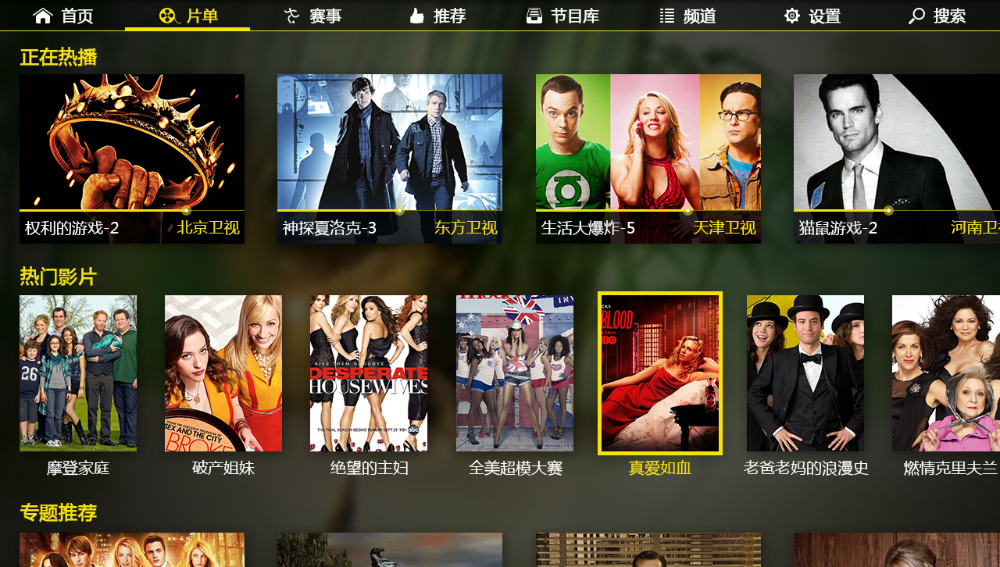 首页 片单 赛事 推荐 节目库 频道 设置 搜索
正在热播
权利的游戏-2 北京卫视
神探夏洛克-3 东方卫视
生活大爆炸-5 天津卫视
猫鼠游戏-2 河南卫
热门影片
26
FROM THE EXECUTIVE PRODUCER OF
SEX AND THE CITY
BROKE
KISS THEM GOODBYE
DESPERATE
HOUSEWIVES
THE FINAL SEASON BEGINS SUNDAY SEPT 25 9|8c
abc
BLOOD
HBO
摩登家庭 破产姐妹 绝望的主妇 全美超模大赛 真爱如血 老爸老妈的浪漫史 燃情克里夫兰
专题推荐